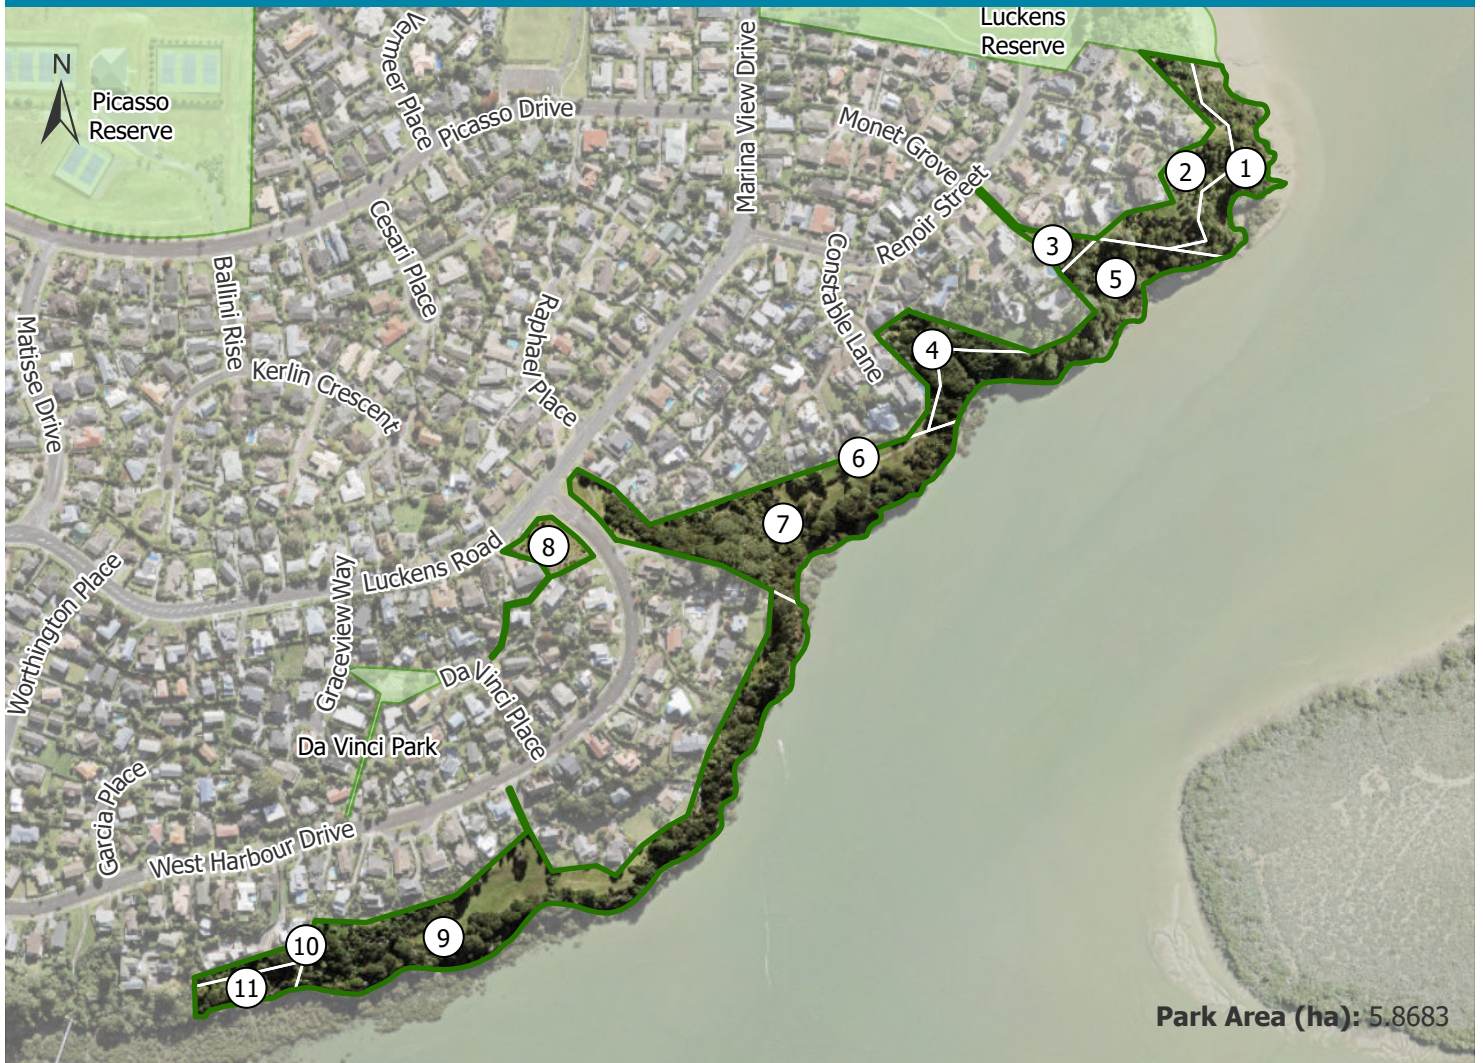 Luckens
Reserve
N
Picasso
Reserve
Vermeer Place
Picasso Drive
Marina View Drive
Monet Grove
Renoir Street
1
2
3
5
Cesari Place
Ballini Rise
Matisse Drive
Kerlin Crescent
Raphael Place
Constable Lane
4
6
7
8
Luckens Road
Graceview Way
Worthington Place
Da Vinci Place
Da Vinci Park
Garcia Place
West Harbour Drive
9
10
11
Park Area (ha): 5.8683